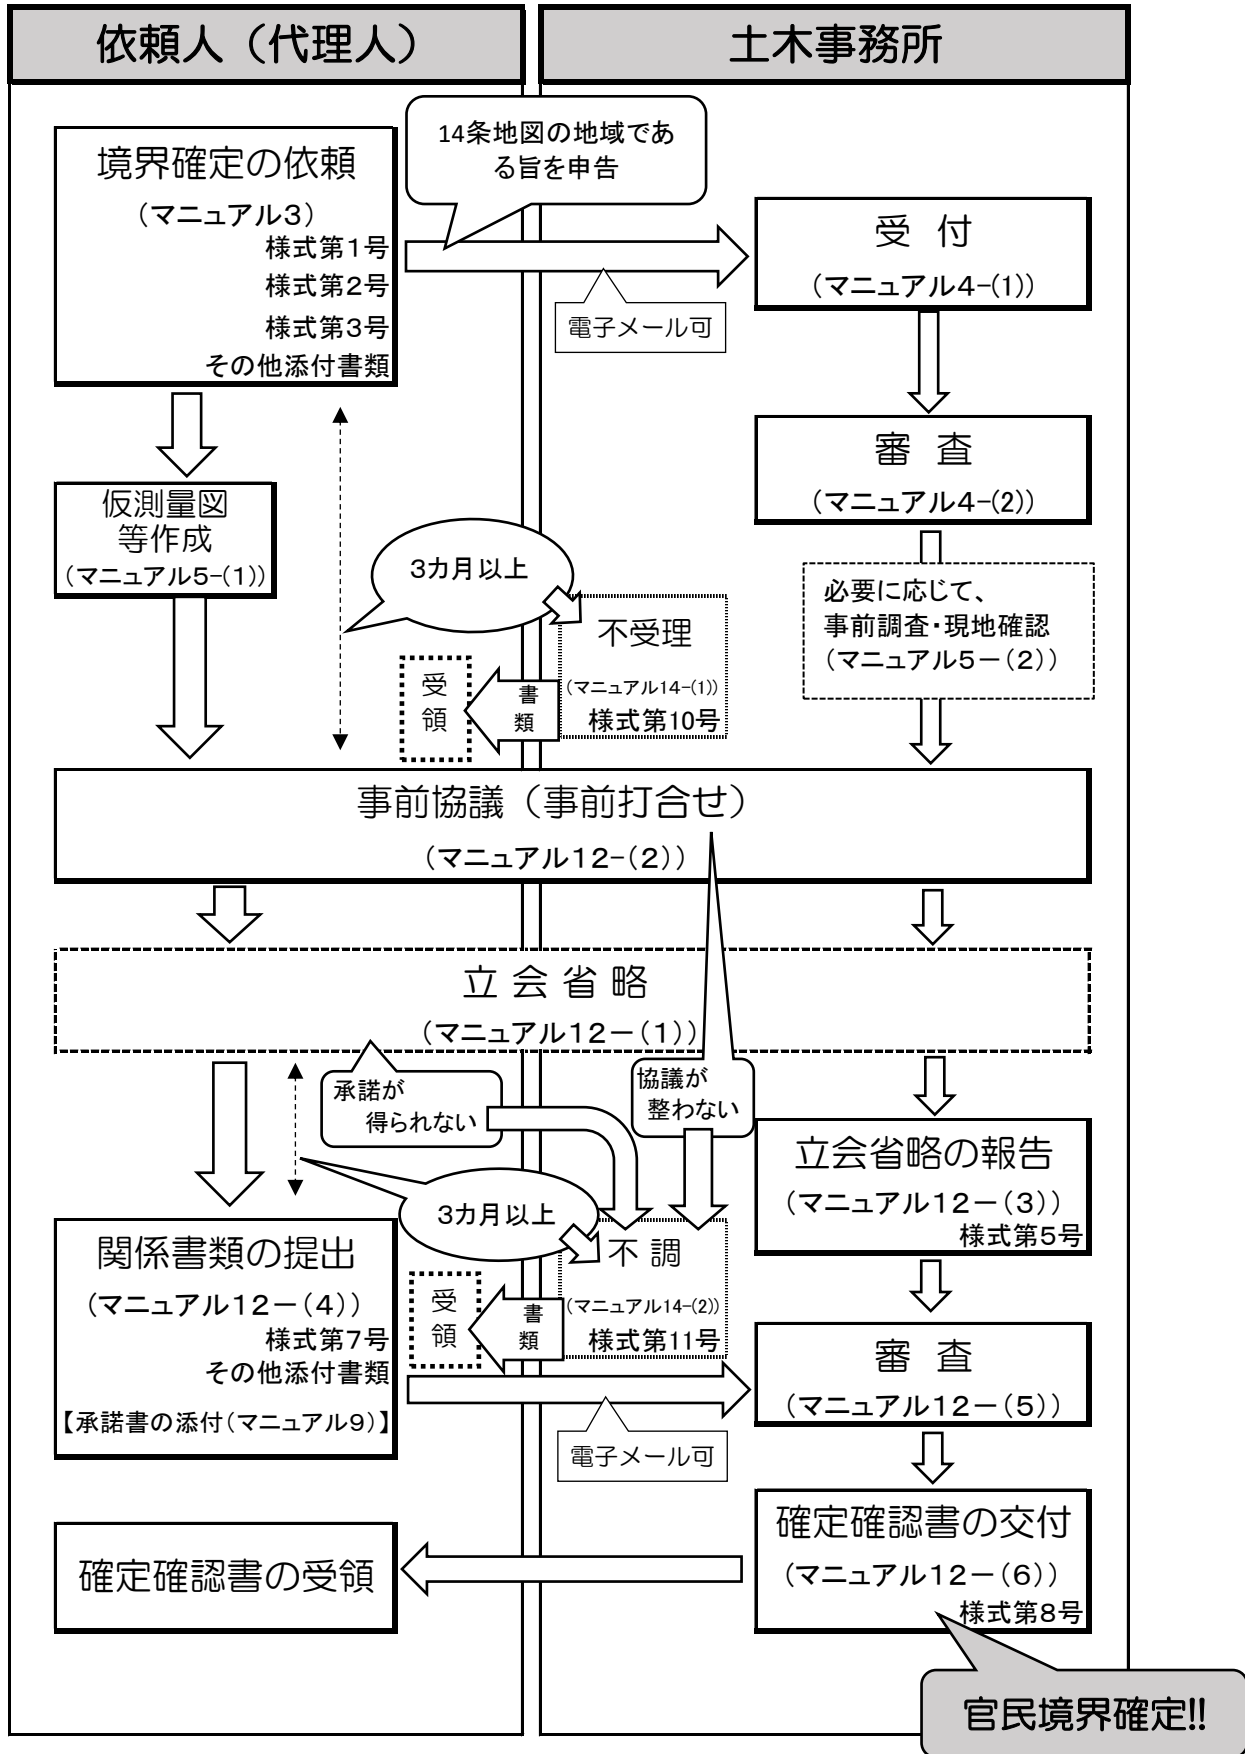 依頼人（代理人）
土木事務所
14条地図の地域であ
る旨を申告
境界確定の依頼
（マニュアル３）
様式第１号
様式第２号
様式第３号
その他添付書類
電子メール可
受　付
（マニュアル4-(1)）
審　査
（マニュアル4-(2)）
仮測量図
等作成
（マニュアル5-(1)）
必要に応じて、
事前調査・現地確認
（マニュアル５－（２））
3カ月以上
不受理
（マニュアル14-(1)）
様式第10号
書
類
受
領
事前協議（事前打合せ）
（マニュアル１２-（２））
立 会 省 略
（マニュアル１２－（１））
承諾が
得られない
協議が
整わない
立会省略の報告
（マニュアル１２－（３））
様式第５号
3カ月以上
不 調
（マニュアル14-(2)）
様式第11号
書
類
受
領
関係書類の提出
（マニュアル１２－（４））
様式第７号
その他添付書類
【承諾書の添付（マニュアル９）】
電子メール可
審　査
（マニュアル１２－（５））
確定確認書の交付
（マニュアル１２－（６））
様式第８号
確定確認書の受領
官民境界確定!!